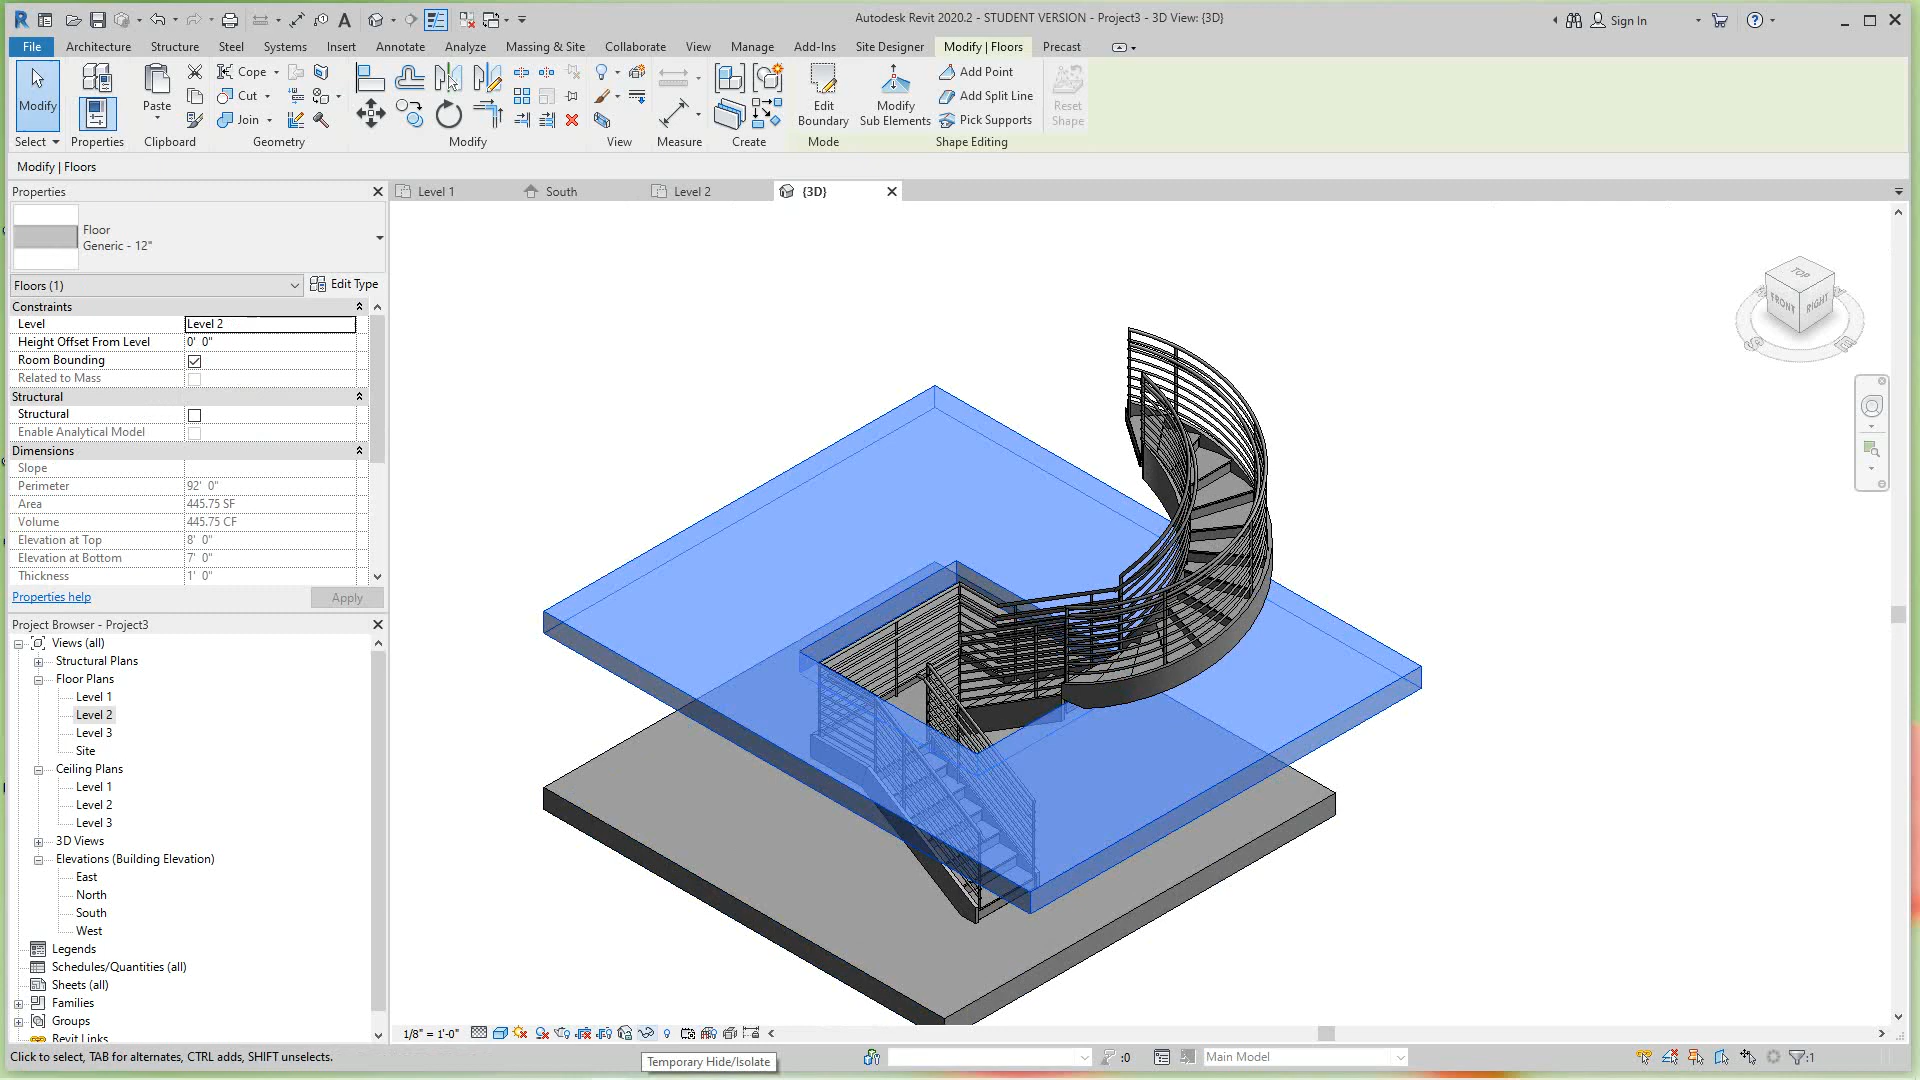 Autodesk Revit 2020.2 - STUDENT VERSION - Project3 - 3D View: {3D}
Sign In
File Architecture Structure Steel Systems Insert Annotate Analyze Massing & Site Collaborate View Manage Add-Ins Site Designer Modify | Floors Precast
Modify
Paste
Cope
Cut
Join
Edit Boundary
Modify Sub Elements
Add Point
Add Split Line
Pick Supports
Reset Shape
Select Properties Clipboard Geometry Modify View Measure Create Mode Shape Editing
Modify | Floors
Properties
Level 1 South Level 2 {3D}
Floor
Generic - 12"
Floors (1) Edit Type
Constraints
Level Level 2
Height Offset From Level 0' 0"
Room Bounding
Related to Mass
Structural
Structural
Enable Analytical Model
Dimensions
Slope
Perimeter 92' 0"
Area 445.75 SF
Volume 445.75 CF
Elevation at Top 8' 0"
Elevation at Bottom 7' 0"
Thickness 1' 0"
Properties help Apply
TOP
FRONT
RIGHT
Project Browser - Project3
Views (all)
Structural Plans
Floor Plans
Level 1
Level 2
Level 3
Site
Ceiling Plans
Level 1
Level 2
Level 3
3D Views
Elevations (Building Elevation)
East
North
South
West
Legends
Schedules/Quantities (all)
Sheets (all)
Families
Groups
Revit Links
1/8" = 1'-0"
Click to select, TAB for alternates, CTRL adds, SHIFT unselects.
Temporary Hide/Isolate
:0
Main Model
:1